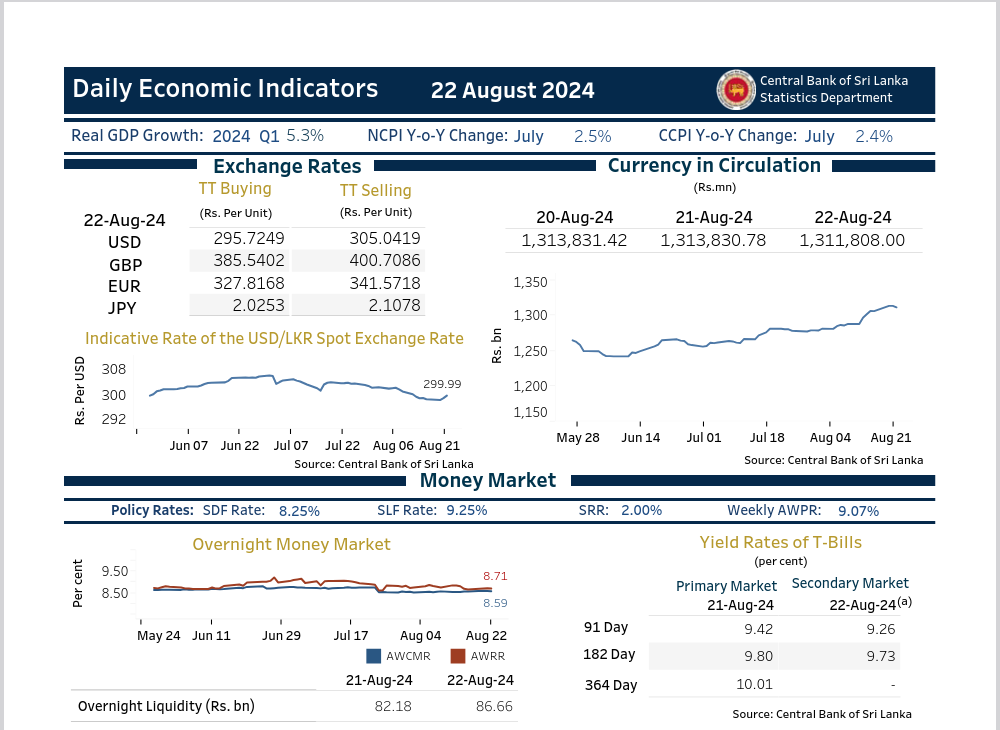 Daily Economic Indicators 22 August 2024
Central Bank of Sri Lanka
Statistics Department
Real GDP Growth: 2024 Q1 5.3% NCPI Y-o-Y Change: July 2.5% CCPI Y-o-Y Change: July 2.4%
Exchange Rates
TT Buying TT Selling
(Rs. Per Unit) (Rs. Per Unit)
22-Aug-24
USD 295.7249 305.0419
GBP 385.5402 400.7086
EUR 327.8168 341.5718
JPY 2.0253 2.1078
Indicative Rate of the USD/LKR Spot Exchange Rate
Rs. Per USD
308
300
292
299.99
Jun 07 Jun 22 Jul 07 Jul 22 Aug 06 Aug 21
Source: Central Bank of Sri Lanka
Currency in Circulation
(Rs.mn)
20-Aug-24 21-Aug-24 22-Aug-24
1,313,831.42 1,313,830.78 1,311,808.00
Rs. bn
1,350
1,300
1,250
1,200
1,150
May 28 Jun 14 Jul 01 Jul 18 Aug 04 Aug 21
Source: Central Bank of Sri Lanka
Money Market
Policy Rates: SDF Rate: 8.25% SLF Rate: 9.25% SRR: 2.00% Weekly AWPR: 9.07%
Overnight Money Market
Per cent
9.50
8.50
8.71
8.59
May 24 Jun 11 Jun 29 Jul 17 Aug 04 Aug 22
AWCMR AWRR
21-Aug-24 22-Aug-24
Overnight Liquidity (Rs. bn) 82.18 86.66
Yield Rates of T-Bills
(per cent)
Primary Market Secondary Market
21-Aug-24 22-Aug-24(a)
91 Day 9.42 9.26
182 Day 9.80 9.73
364 Day 10.01 -
Source: Central Bank of Sri Lanka